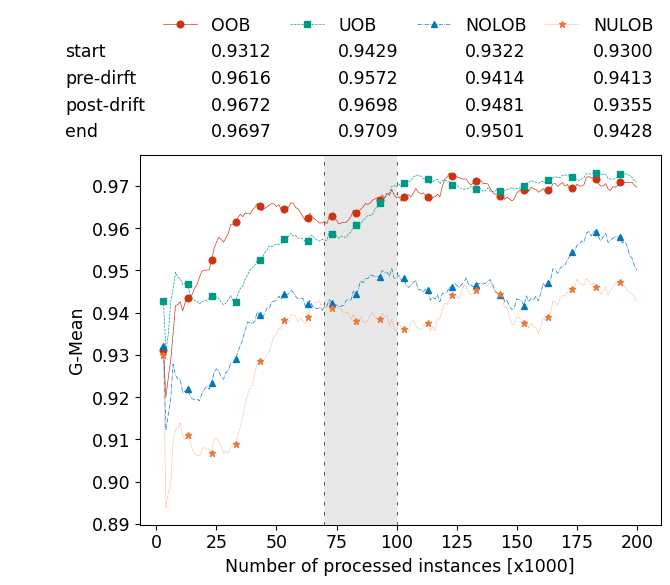 OOB UOB NOLOB NULOB
start 0.9312 0.9429 0.9322 0.9300
pre-dirft 0.9616 0.9572 0.9414 0.9413
post-drift 0.9672 0.9698 0.9481 0.9355
end 0.9697 0.9709 0.9501 0.9428
0.97
0.96
0.95
0.94
0.93
0.92
0.91
0.90
0.89
G-Mean
0 25 50 75 100 125 150 175 200
Number of processed instances [x1000]